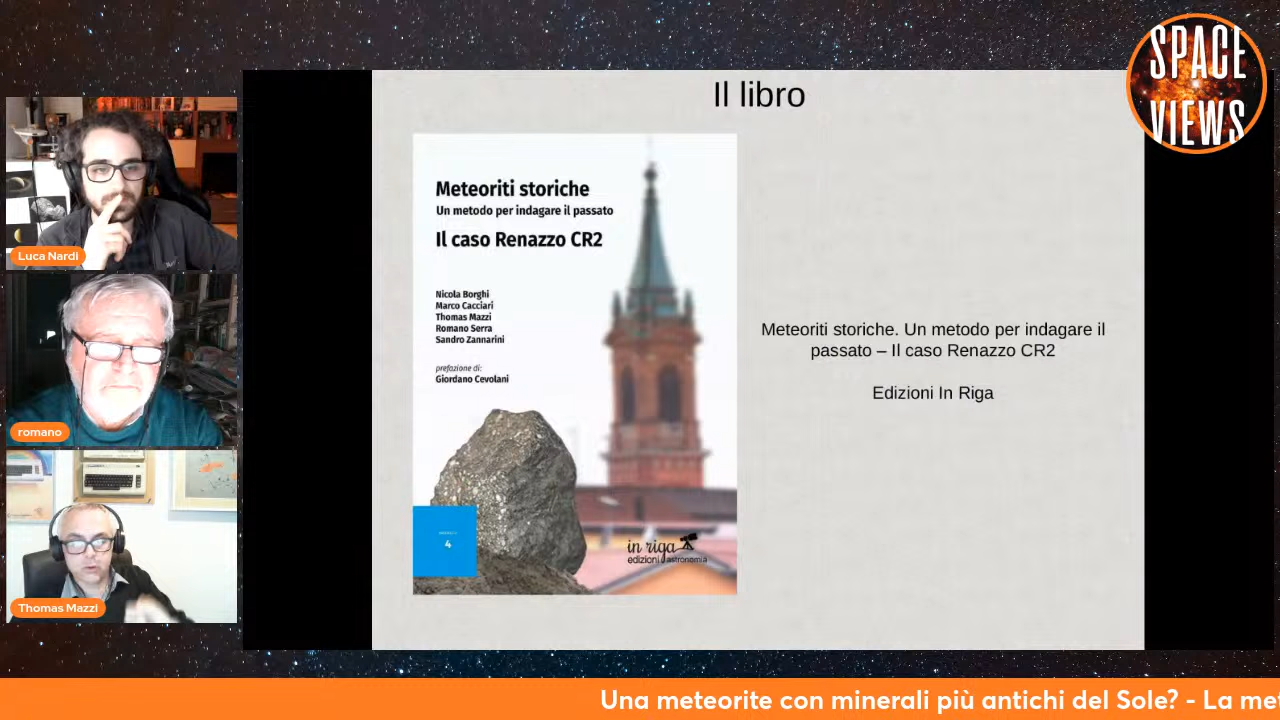 SPACE
VIEWS
Il libro
Meteoriti storiche
Un metodo per indagare il passato
Il caso Renazzo CR2
Nicola Borghi
Marco Cacciari
Thomas Mazzi
Romano Serra
Sandro Zannarini
prefazione di:
Giordano Cevolani
4
in riga
edizioni astronomia
Meteoriti storiche. Un metodo per indagare il
passato – Il caso Renazzo CR2
Edizioni In Riga
Luca Nardi
romano
Thomas Mazzi
Una meteorite con minerali più antichi del Sole? - La met